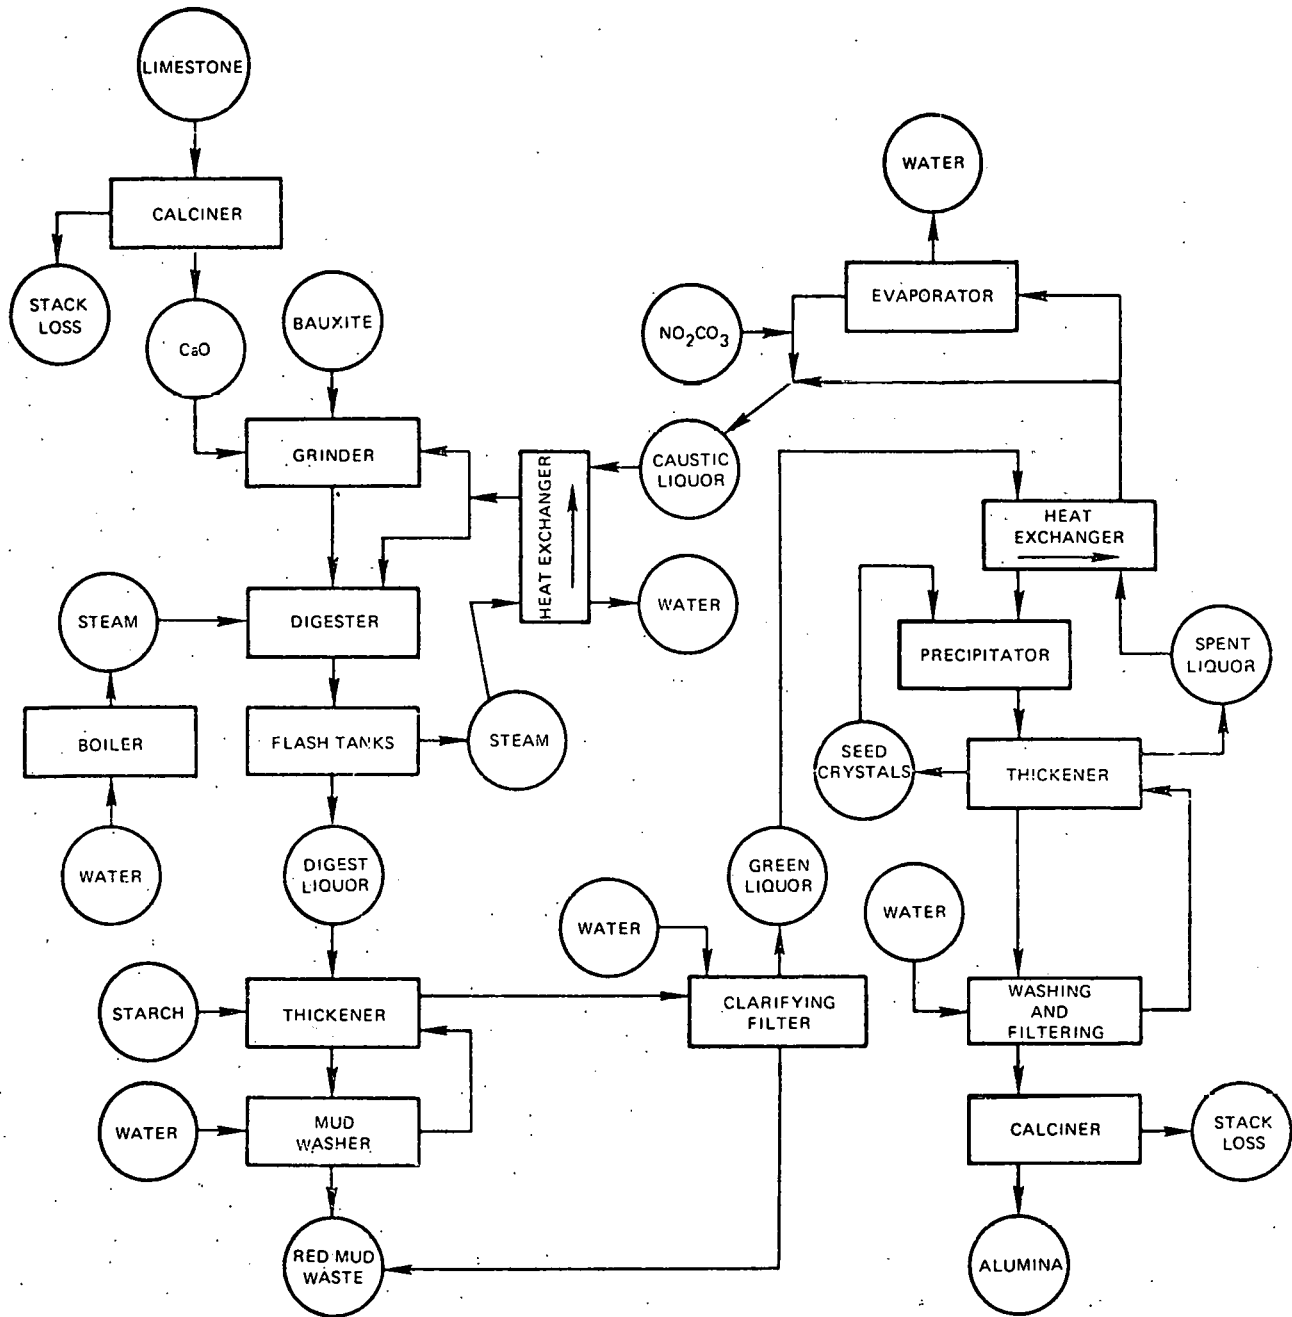 LIMESTONE
CALCINER
STACK
LOSS
CaO
BAUXITE
GRINDER
STEAM
DIGESTER
BOILER
FLASH TANKS
STEAM
WATER
DIGEST
LIQUOR
STARCH
THICKENER
WATER
MUD
WASHER
RED MUD
WASTE
HEAT EXCHANGER
CAUSTIC
LIQUOR
WATER
NO2CO3
WATER
EVAPORATOR
HEAT
EXCHANGER
PRECIPITATOR
SPENT
LIQUOR
SEED
CRYSTALS
THICKENER
GREEN
LIQUOR
WATER
CLARIFYING
FILTER
WATER
WASHING
AND
FILTERING
CALCINER
STACK
LOSS
ALUMINA